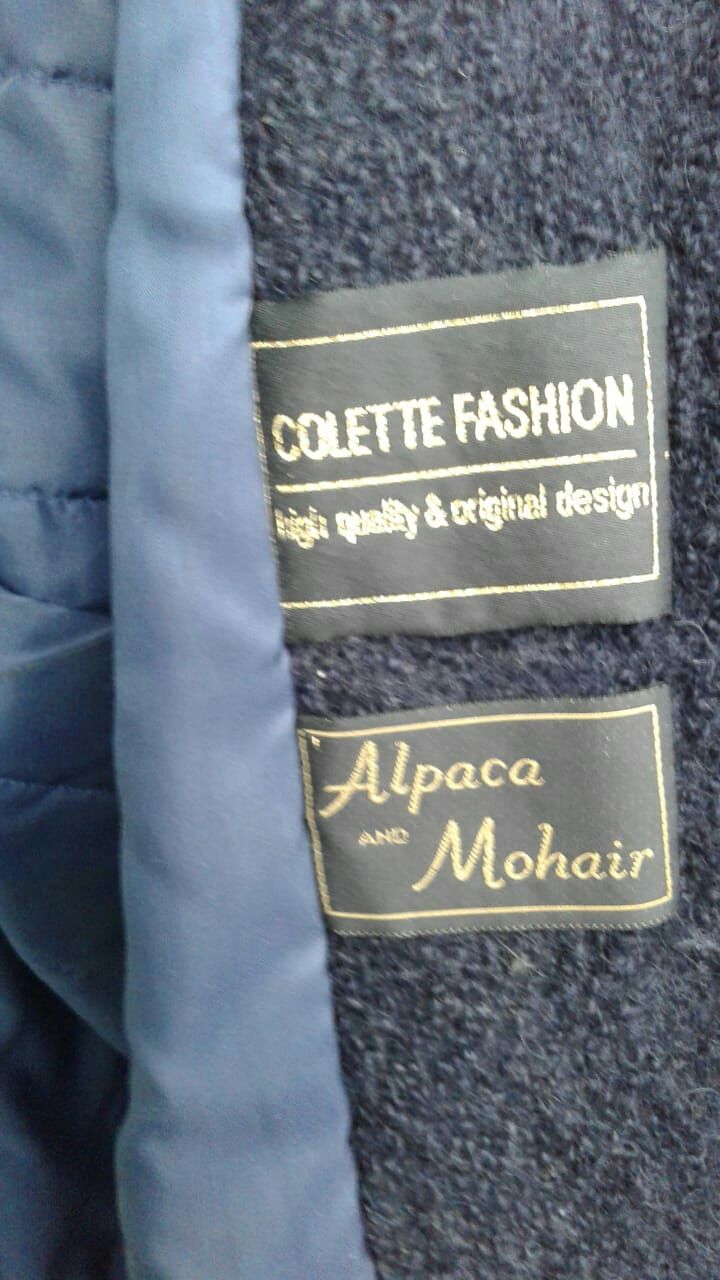 COLETTE FASHION
high quality & original design
Alpaca
AND
Mohair